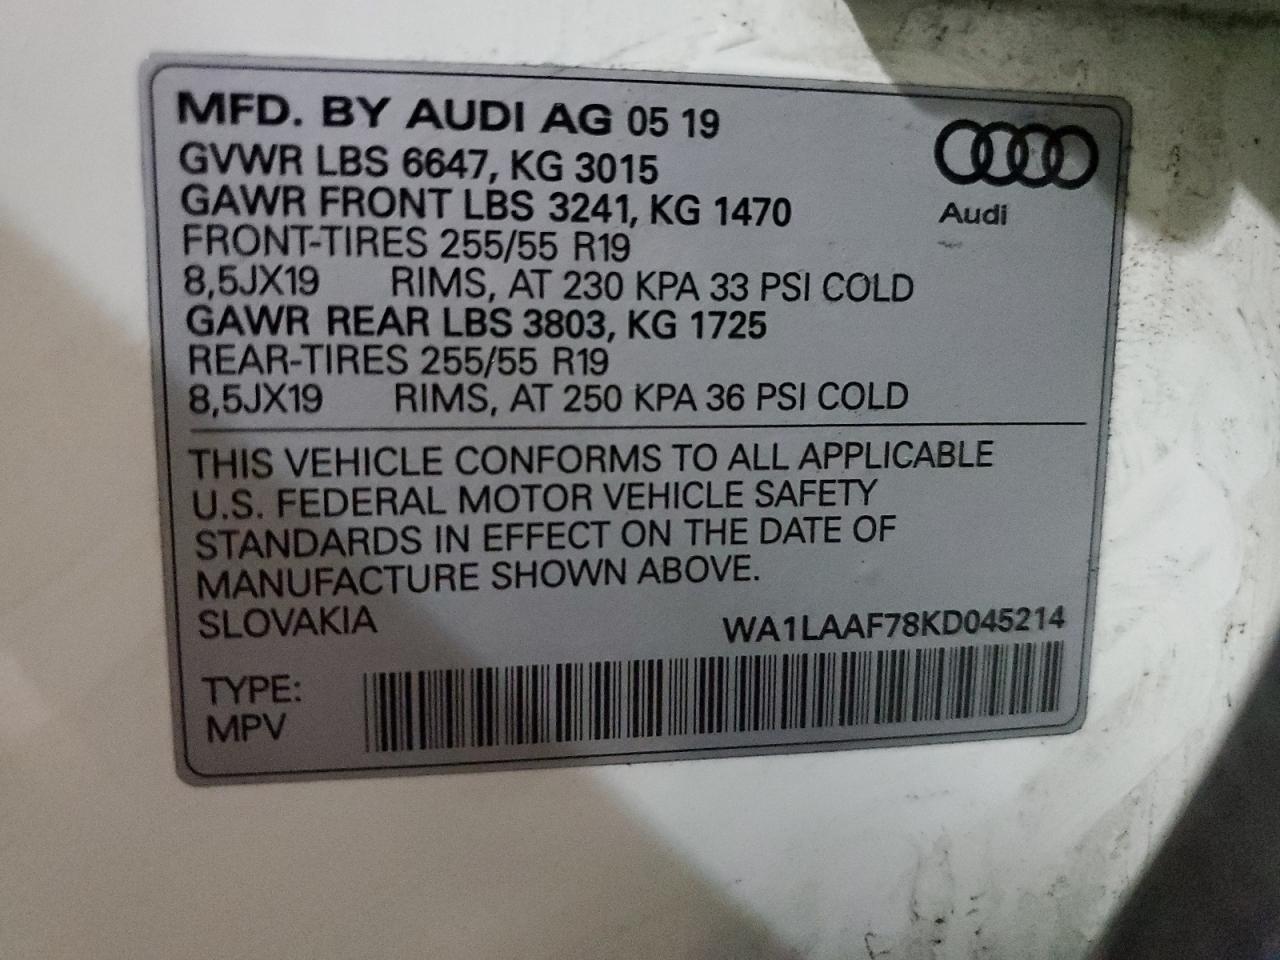 MFD. BY AUDI AG 05 19
GVWR LBS 6647, KG 3015
GAWR FRONT LBS 3241, KG 1470
FRONT-TIRES 255/55 R19
8,5JX19 RIMS, AT 230 KPA 33 PSI COLD
GAWR REAR LBS 3803, KG 1725
REAR-TIRES 255/55 R19
8,5JX19 RIMS, AT 250 KPA 36 PSI COLD
Audi
THIS VEHICLE CONFORMS TO ALL APPLICABLE
U.S. FEDERAL MOTOR VEHICLE SAFETY
STANDARDS IN EFFECT ON THE DATE OF
MANUFACTURE SHOWN ABOVE.
SLOVAKIA WA1LAAF78KD045214
TYPE:
MPV